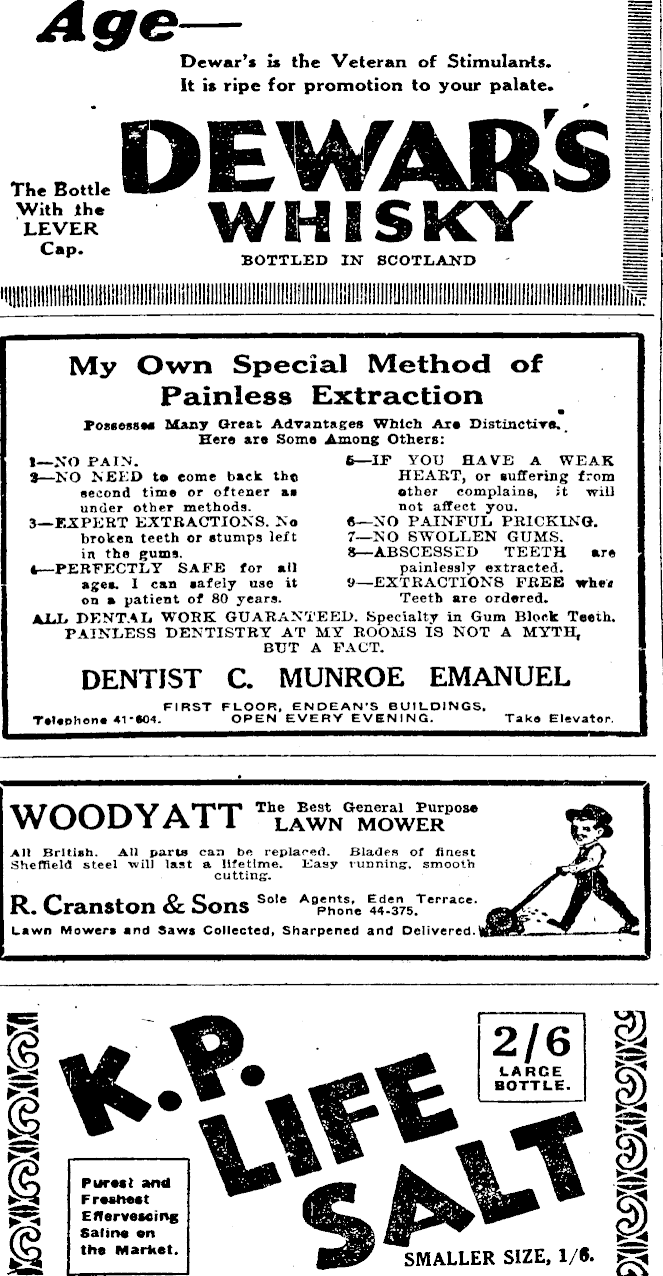 Age—
Dewar's is the Veteran of Stimulants.
It is ripe for promotion to your palate.
DEWAR'S
WHISKY
The Bottle
With the
LEVER
Cap.
BOTTLED IN SCOTLAND
My Own Special Method of
Painless Extraction
Possesses Many Great Advantages Which Are Distinctive.
Here are Some Among Others:
1—NO PAIN.
2—NO NEED to come back the
second time or oftener as
under other methods.
3—EXPERT EXTRACTIONS. No
broken teeth or stumps left
in the gums.
4—PERFECTLY SAFE for all
ages. I can safely use it
on a patient of 80 years.
5—IF YOU HAVE A WEAK
HEART, or suffering from
other complains, it will
not affect you.
6—NO PAINFUL PRICKING.
7—NO SWOLLEN GUMS.
8—ABSCESSED TEETH are
painlessly extracted.
9—EXTRACTIONS FREE when
Teeth are ordered.
ALL DENTAL WORK GUARANTEED. Specialty in Gum Block Teeth.
PAINLESS DENTISTRY AT MY ROOMS IS NOT A MYTH,
BUT A FACT.
DENTIST C. MUNROE EMANUEL
FIRST FLOOR, ENDEAN'S BUILDINGS,
Telephone 41-604. OPEN EVERY EVENING. Take Elevator.
WOODYATT The Best General Purpose
LAWN MOWER
All British. All parts can be replaced. Blades of finest
Sheffield steel will last a lifetime. Easy running, smooth
cutting.
R. Cranston & Sons Sole Agents, Eden Terrace.
Phone 44-375.
Lawn Mowers and Saws Collected, Sharpened and Delivered.
K.P.
LIFE
SALT
2/6
LARGE
BOTTLE.
Purest and
Freshest
Effervescing
Saline on
the Market.
SMALLER SIZE, 1/6.